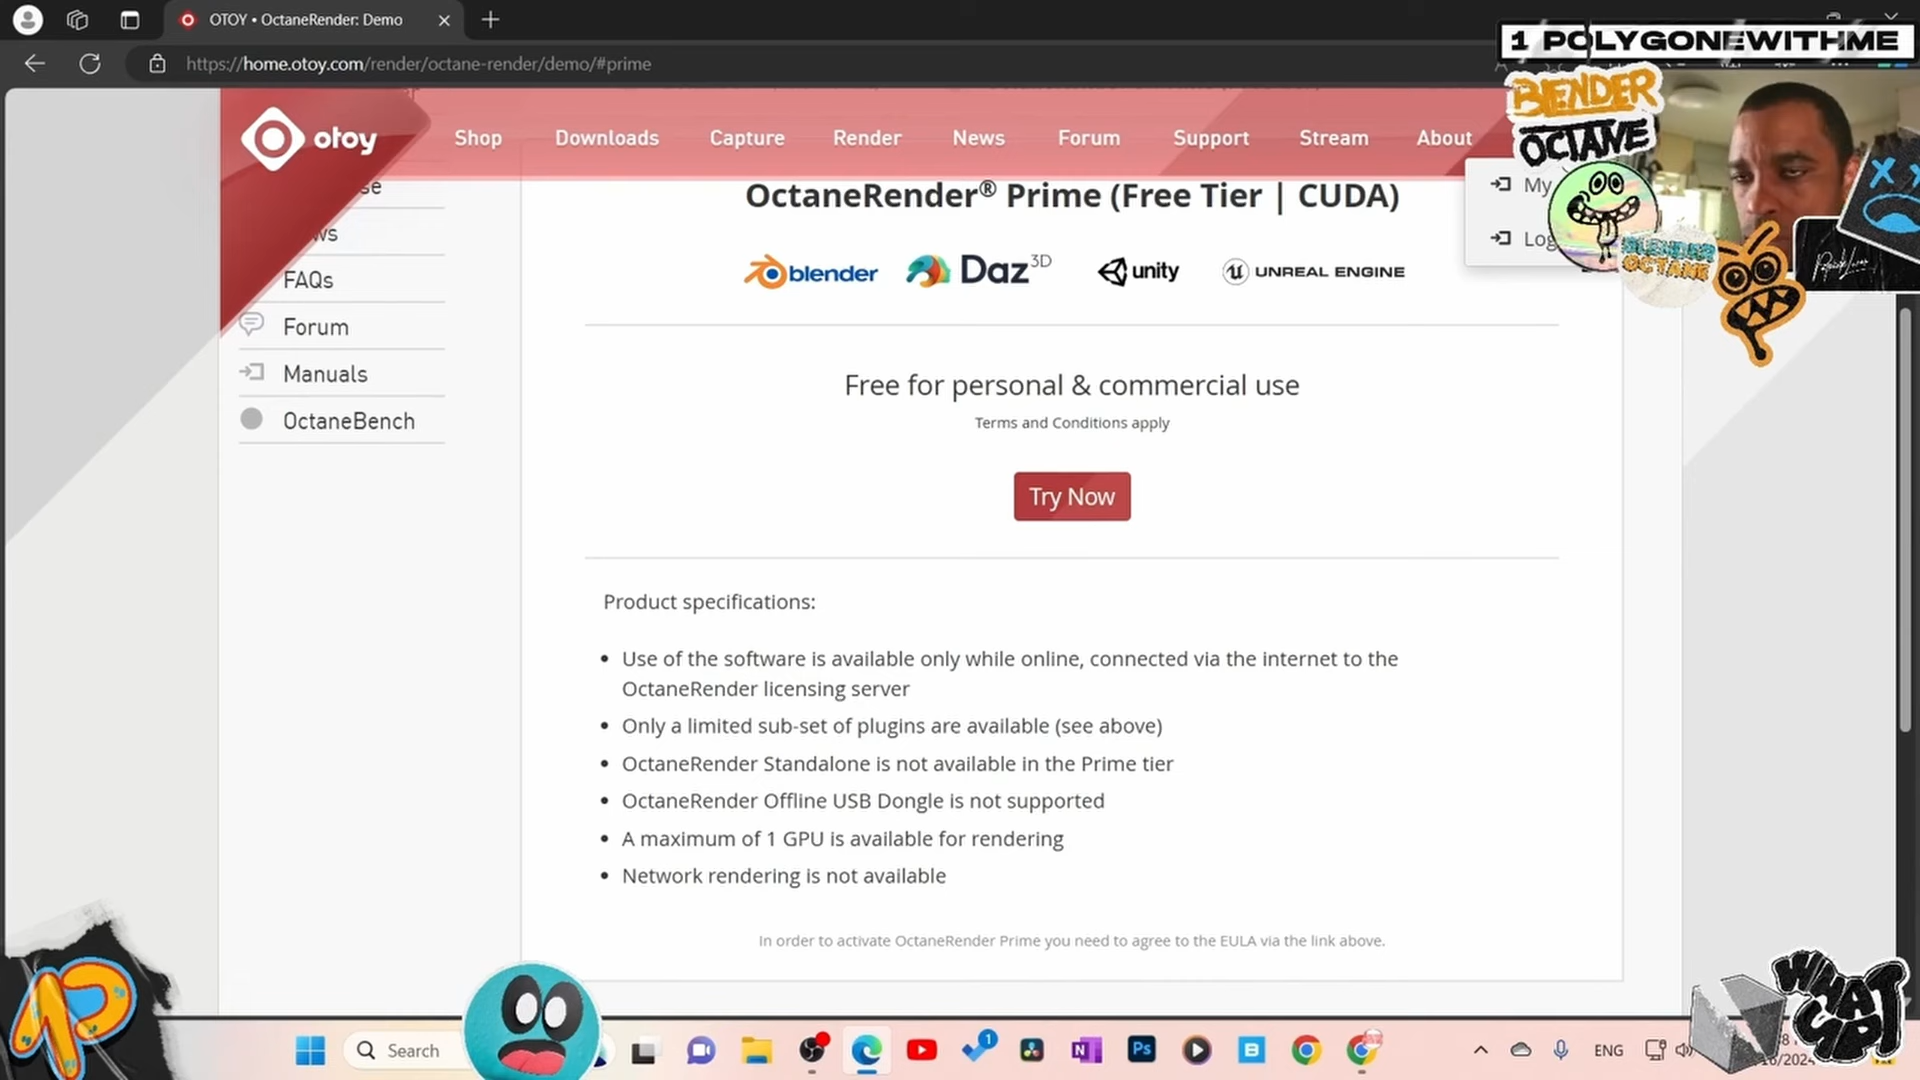 OTOY • OctaneRender: Demo
1 POLYGONEWITHME
https://home.otoy.com/render/octane-render/demo/#prime
BLENDER
OCTANE
otoy
Shop
Downloads
Capture
Render
News
Forum
Support
Stream
About
My
Log
OctaneRender® Prime (Free Tier | CUDA)
blender
Daz 3D
unity
UNREAL ENGINE
BLENDER
OCTANE
FAQs
Forum
Manuals
OctaneBench
Free for personal & commercial use
Terms and Conditions apply
Try Now
Product specifications:
• Use of the software is available only while online, connected via the internet to the
OctaneRender licensing server
• Only a limited sub-set of plugins are available (see above)
• OctaneRender Standalone is not available in the Prime tier
• OctaneRender Offline USB Dongle is not supported
• A maximum of 1 GPU is available for rendering
• Network rendering is not available
In order to activate OctaneRender Prime you need to agree to the EULA via the link above.
WHAT
UP!
Search
1
N
Ps
B
ENG